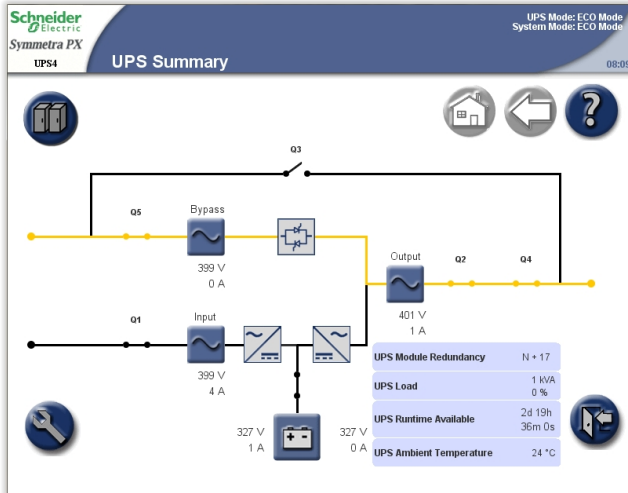 Schneider
Electric
Symmetra PX
UPS4
UPS Summary
UPS Mode: ECO Mode
System Mode: ECO Mode
08:09
Q3
Q5
Bypass
399 V
0 A
Output
Q2
Q4
401 V
1 A
Q1
Input
399 V
4 A
UPS Module Redundancy N + 17
UPS Load 1 kVA
0 %
UPS Runtime Available 2d 19h
36m 0s
UPS Ambient Temperature 24 °C
327 V
1 A
327 V
0 A